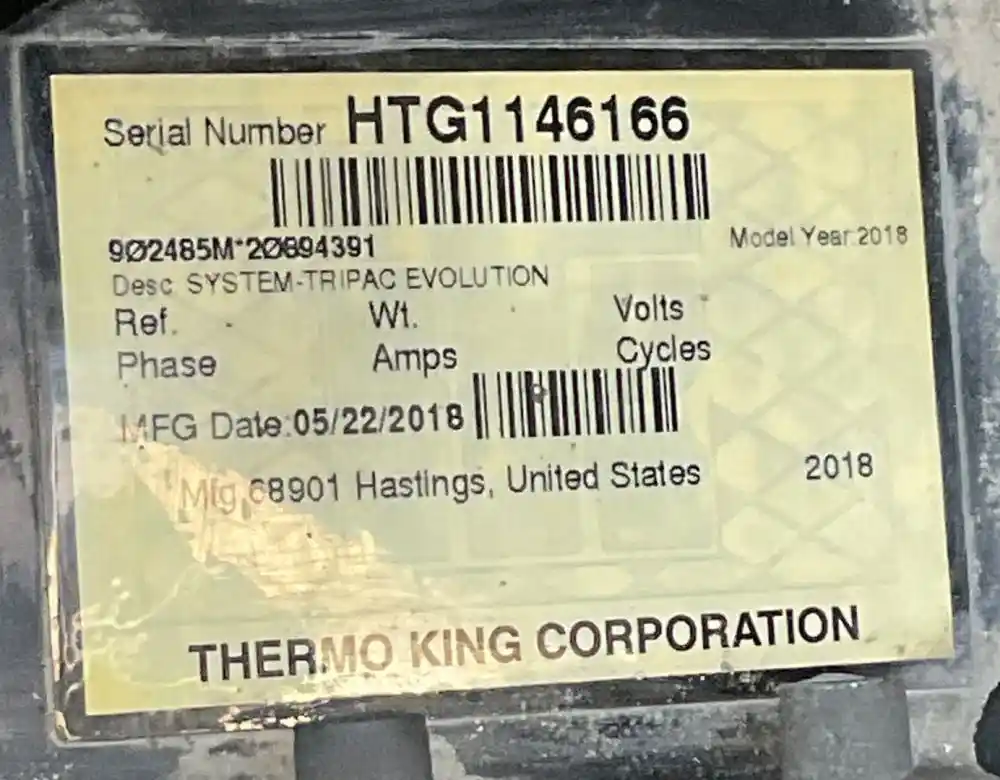 Serial Number HTG1146166
9Ø2485M*2Ø894391
Model Year:2018
Desc SYSTEM-TRIPAC EVOLUTION
Ref. Wt. Volts
Phase Amps Cycles
MFG Date:05/22/2018
Mfg 68901 Hastings, United States 2018
THERMO KING CORPORATION